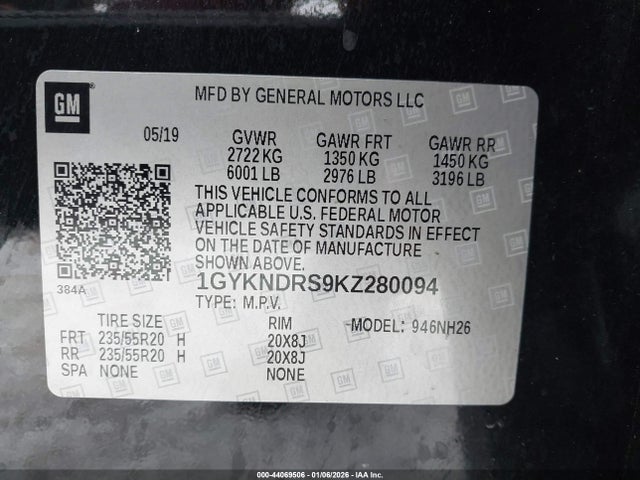 GM
MFD BY GENERAL MOTORS LLC
05/19 GVWR GAWR FRT GAWR RR
2722 KG 1350 KG 1450 KG
6001 LB 2976 LB 3196 LB
THIS VEHICLE CONFORMS TO ALL
APPLICABLE U.S. FEDERAL MOTOR
VEHICLE SAFETY STANDARDS IN EFFECT
ON THE DATE OF MANUFACTURE
SHOWN ABOVE.
384A
1GYKNDRS9KZ280094
TYPE: M.P.V.
TIRE SIZE RIM MODEL: 946NH26
FRT 235/55R20 H 20X8J
RR 235/55R20 H 20X8J
SPA NONE NONE
000-44069506 - 01/06/2026 - IAA Inc.